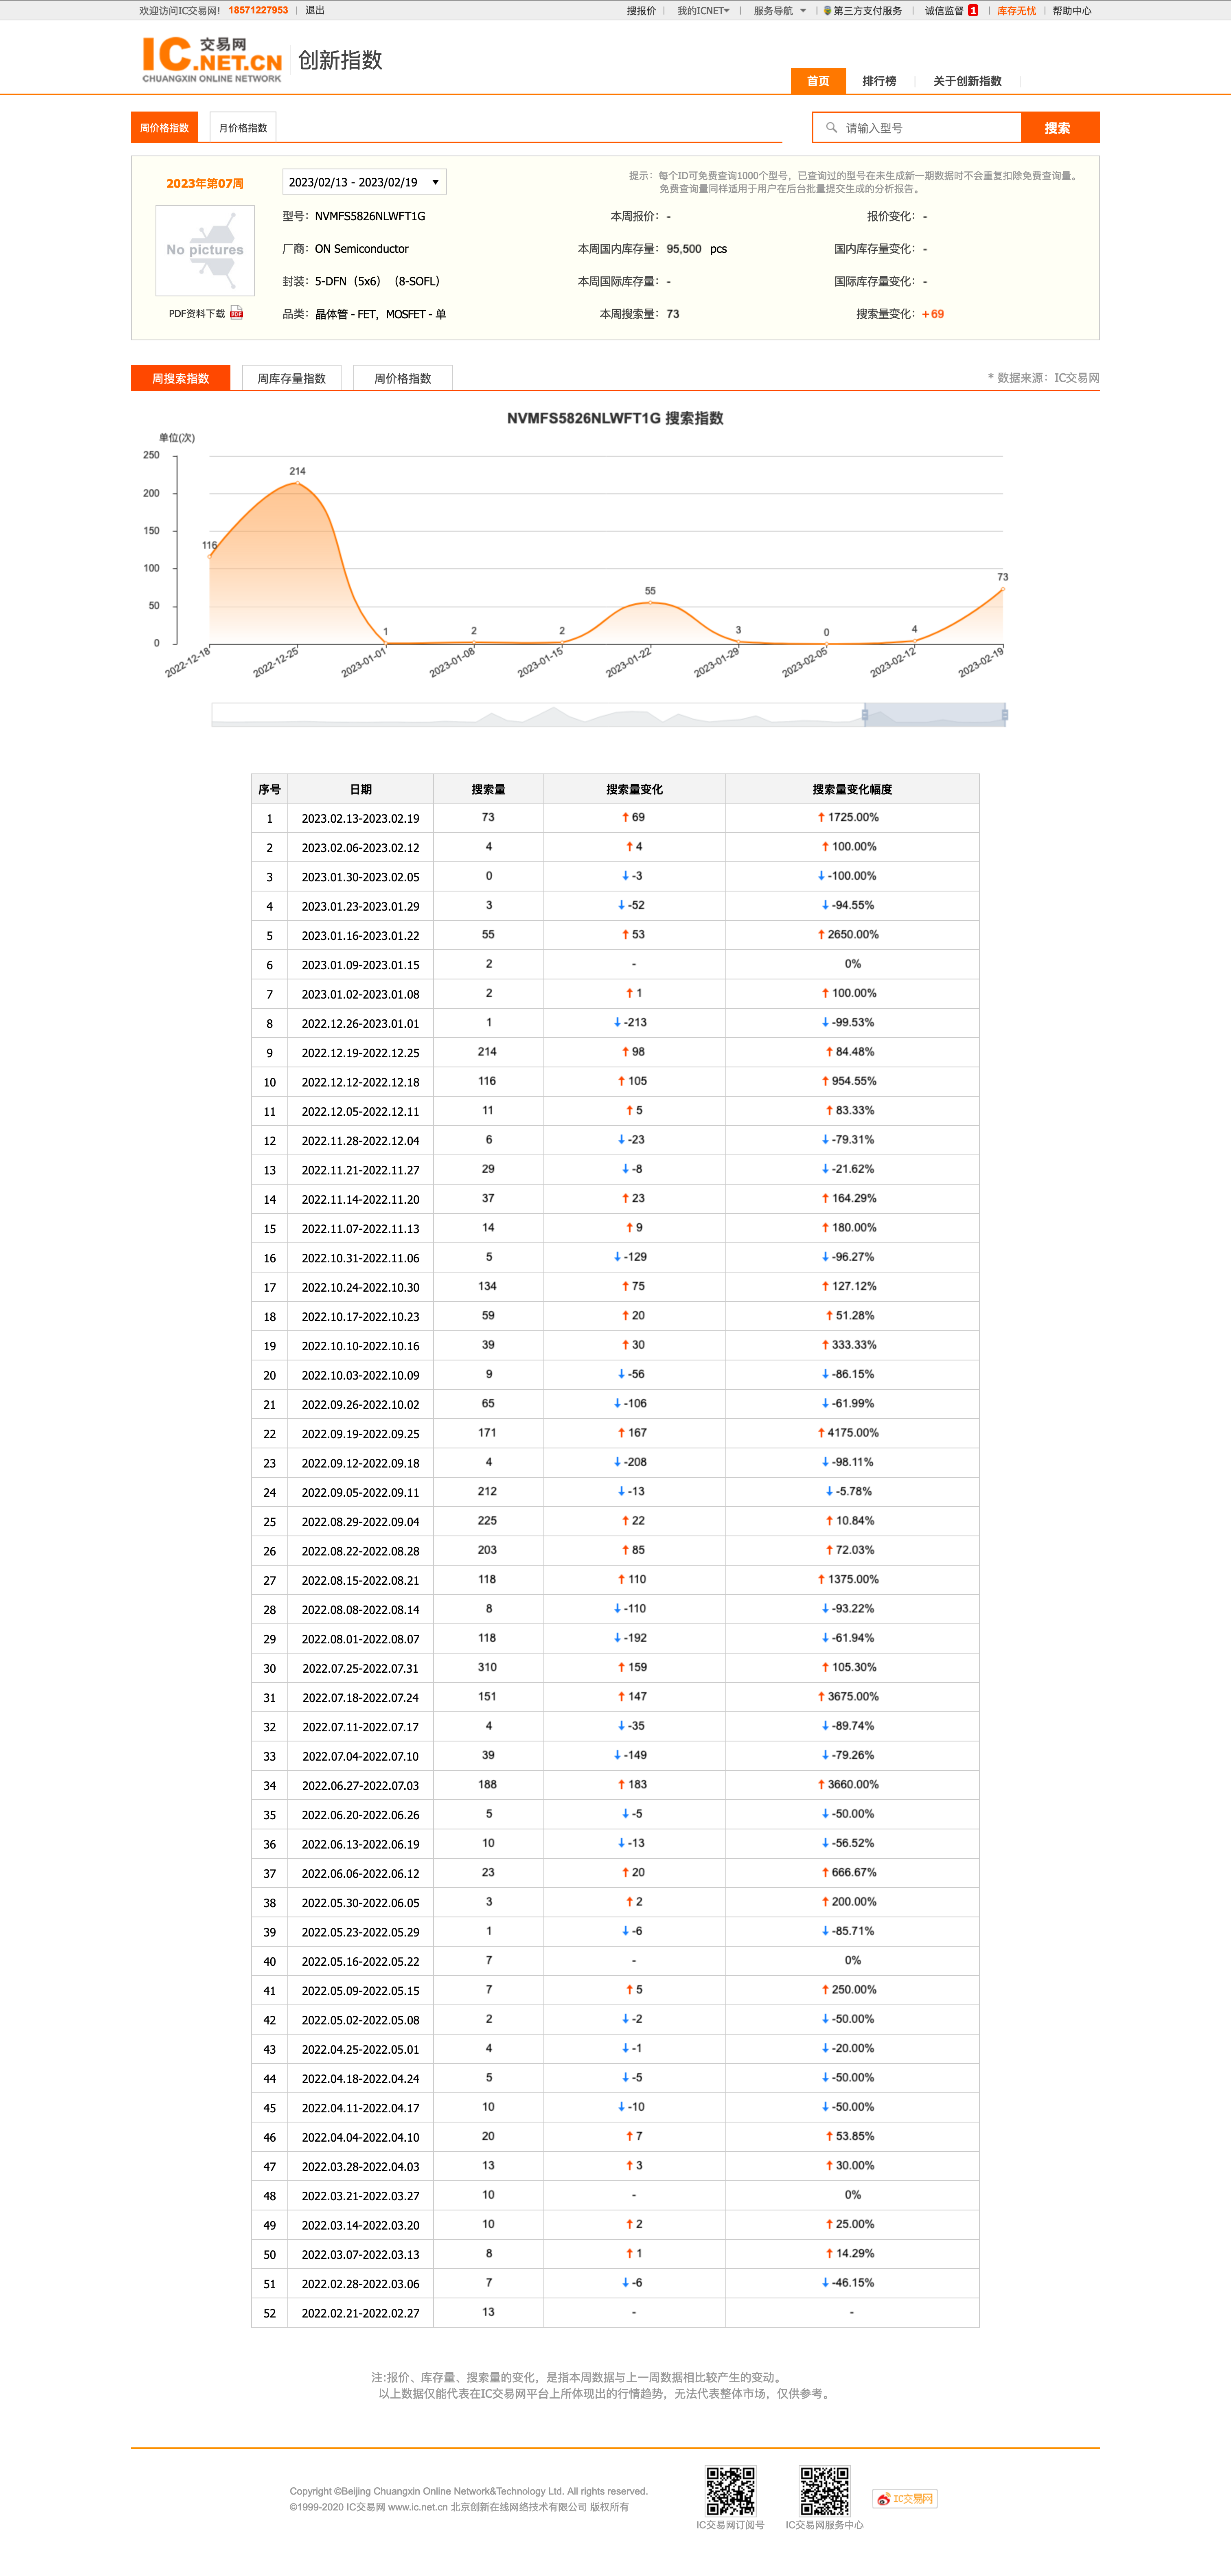 欢迎访问IC交易网! 18571227953 | 退出 搜报价 | 我的ICNET | 服务导航 | 第三方支付服务 | 诚信监督 1 | 库存无忧 | 帮助中心
IC 交易网 .NET.CN
CHUANGXIN ONLINE NETWORK
创新指数
首页 排行榜 关于创新指数
周价格指数 月价格指数 请输入型号 搜索
2023年第07周 2023/02/13 - 2023/02/19
提示：每个ID可免费查询1000个型号，已查询过的型号在未生成新一期数据时不会重复扣除免费查询量。
免费查询量同样适用于用户在后台批量提交生成的分析报告。
No pictures
PDF资料下载 PDF
型号：NVMFS5826NLWFT1G 本周报价：- 报价变化：-
厂商：ON Semiconductor 本周国内库存量：95,500 pcs 国内库存量变化：-
封装：5-DFN（5x6）（8-SOFL） 本周国际库存量：- 国际库存量变化：-
品类：晶体管 - FET，MOSFET - 单 本周搜索量：73 搜索量变化：+69
周搜索指数 周库存量指数 周价格指数 * 数据来源：IC交易网
NVMFS5826NLWFT1G 搜索指数
单位(次)
250
200
150
100
50
0
116 214 1 2 2 55 3 0 4 73
2022-12-18 2022-12-25 2023-01-01 2023-01-08 2023-01-15 2023-01-22 2023-01-29 2023-02-05 2023-02-12 2023-02-19
序号 日期 搜索量 搜索量变化 搜索量变化幅度
1 2023.02.13-2023.02.19 73 ↑ 69 ↑ 1725.00%
2 2023.02.06-2023.02.12 4 ↑ 4 ↑ 100.00%
3 2023.01.30-2023.02.05 0 ↓ -3 ↓ -100.00%
4 2023.01.23-2023.01.29 3 ↓ -52 ↓ -94.55%
5 2023.01.16-2023.01.22 55 ↑ 53 ↑ 2650.00%
6 2023.01.09-2023.01.15 2 - 0%
7 2023.01.02-2023.01.08 2 ↑ 1 ↑ 100.00%
8 2022.12.26-2023.01.01 1 ↓ -213 ↓ -99.53%
9 2022.12.19-2022.12.25 214 ↑ 98 ↑ 84.48%
10 2022.12.12-2022.12.18 116 ↑ 105 ↑ 954.55%
11 2022.12.05-2022.12.11 11 ↑ 5 ↑ 83.33%
12 2022.11.28-2022.12.04 6 ↓ -23 ↓ -79.31%
13 2022.11.21-2022.11.27 29 ↓ -8 ↓ -21.62%
14 2022.11.14-2022.11.20 37 ↑ 23 ↑ 164.29%
15 2022.11.07-2022.11.13 14 ↑ 9 ↑ 180.00%
16 2022.10.31-2022.11.06 5 ↓ -129 ↓ -96.27%
17 2022.10.24-2022.10.30 134 ↑ 75 ↑ 127.12%
18 2022.10.17-2022.10.23 59 ↑ 20 ↑ 51.28%
19 2022.10.10-2022.10.16 39 ↑ 30 ↑ 333.33%
20 2022.10.03-2022.10.09 9 ↓ -56 ↓ -86.15%
21 2022.09.26-2022.10.02 65 ↓ -106 ↓ -61.99%
22 2022.09.19-2022.09.25 171 ↑ 167 ↑ 4175.00%
23 2022.09.12-2022.09.18 4 ↓ -208 ↓ -98.11%
24 2022.09.05-2022.09.11 212 ↓ -13 ↓ -5.78%
25 2022.08.29-2022.09.04 225 ↑ 22 ↑ 10.84%
26 2022.08.22-2022.08.28 203 ↑ 85 ↑ 72.03%
27 2022.08.15-2022.08.21 118 ↑ 110 ↑ 1375.00%
28 2022.08.08-2022.08.14 8 ↓ -110 ↓ -93.22%
29 2022.08.01-2022.08.07 118 ↓ -192 ↓ -61.94%
30 2022.07.25-2022.07.31 310 ↑ 159 ↑ 105.30%
31 2022.07.18-2022.07.24 151 ↑ 147 ↑ 3675.00%
32 2022.07.11-2022.07.17 4 ↓ -35 ↓ -89.74%
33 2022.07.04-2022.07.10 39 ↓ -149 ↓ -79.26%
34 2022.06.27-2022.07.03 188 ↑ 183 ↑ 3660.00%
35 2022.06.20-2022.06.26 5 ↓ -5 ↓ -50.00%
36 2022.06.13-2022.06.19 10 ↓ -13 ↓ -56.52%
37 2022.06.06-2022.06.12 23 ↑ 20 ↑ 666.67%
38 2022.05.30-2022.06.05 3 ↑ 2 ↑ 200.00%
39 2022.05.23-2022.05.29 1 ↓ -6 ↓ -85.71%
40 2022.05.16-2022.05.22 7 - 0%
41 2022.05.09-2022.05.15 7 ↑ 5 ↑ 250.00%
42 2022.05.02-2022.05.08 2 ↓ -2 ↓ -50.00%
43 2022.04.25-2022.05.01 4 ↓ -1 ↓ -20.00%
44 2022.04.18-2022.04.24 5 ↓ -5 ↓ -50.00%
45 2022.04.11-2022.04.17 10 ↓ -10 ↓ -50.00%
46 2022.04.04-2022.04.10 20 ↑ 7 ↑ 53.85%
47 2022.03.28-2022.04.03 13 ↑ 3 ↑ 30.00%
48 2022.03.21-2022.03.27 10 - 0%
49 2022.03.14-2022.03.20 10 ↑ 2 ↑ 25.00%
50 2022.03.07-2022.03.13 8 ↑ 1 ↑ 14.29%
51 2022.02.28-2022.03.06 7 ↓ -6 ↓ -46.15%
52 2022.02.21-2022.02.27 13 - -
注:报价、库存量、搜索量的变化，是指本周数据与上一周数据相比较产生的变动。
以上数据仅能代表在IC交易网平台上所体现出的行情趋势，无法代表整体市场，仅供参考。
Copyright ©Beijing Chuangxin Online Network&Technology Ltd. All rights reserved.
©1999-2020 IC交易网 www.ic.net.cn 北京创新在线网络技术有限公司 版权所有
IC交易网订阅号 IC交易网服务中心 IC交易网